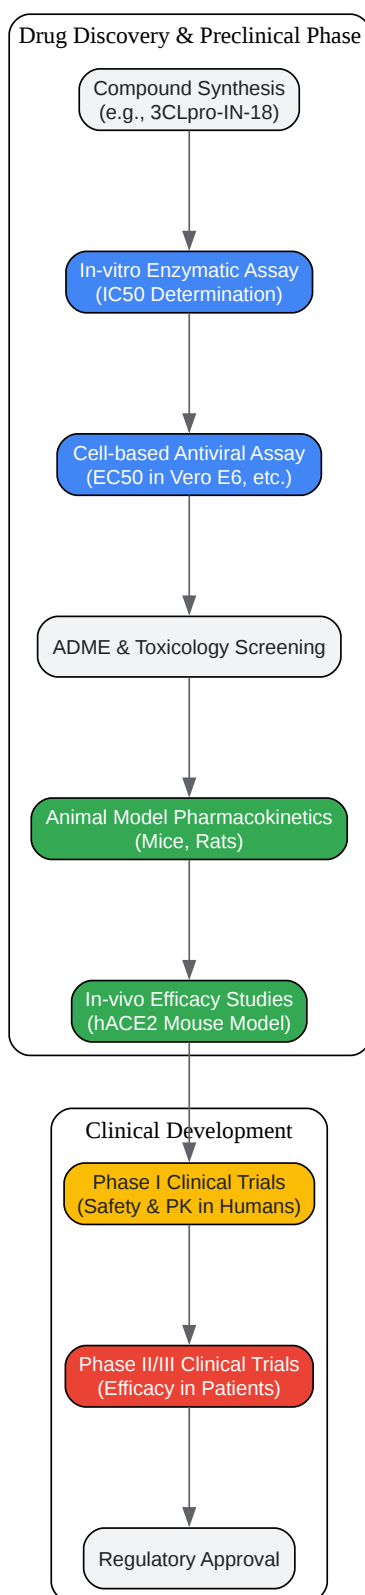 Drug Discovery & Preclinical Phase
Compound Synthesis
(e.g., 3CLpro-IN-18)
In-vitro Enzymatic Assay
(IC50 Determination)
Cell-based Antiviral Assay
(EC50 in Vero E6, etc.)
ADME & Toxicology Screening
Animal Model Pharmacokinetics
(Mice, Rats)
In-vivo Efficacy Studies
(hACE2 Mouse Model)
Clinical Development
Phase I Clinical Trials
(Safety & PK in Humans)
Phase II/III Clinical Trials
(Efficacy in Patients)
Regulatory Approval